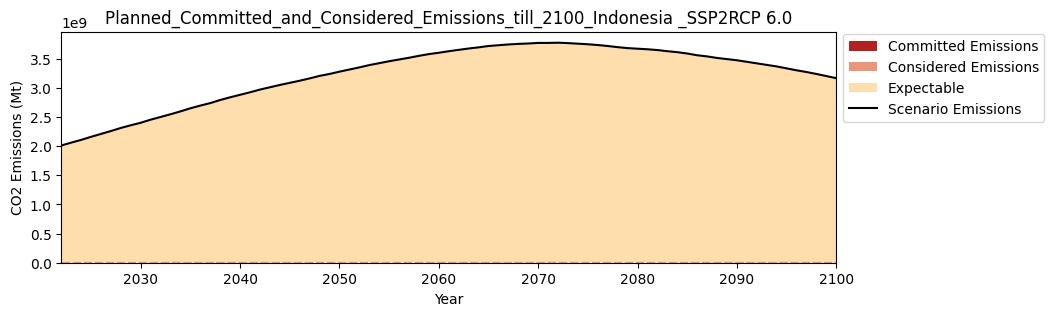 Planned_Committed_and_Considered_Emissions_till_2100_Indonesia _SSP2RCP 6.0
1e9
CO2 Emissions (Mt)
3.5
3.0
2.5
2.0
1.5
1.0
0.5
0.0
2030 2040 2050 2060 2070 2080 2090 2100
Year
Committed Emissions
Considered Emissions
Expectable
Scenario Emissions